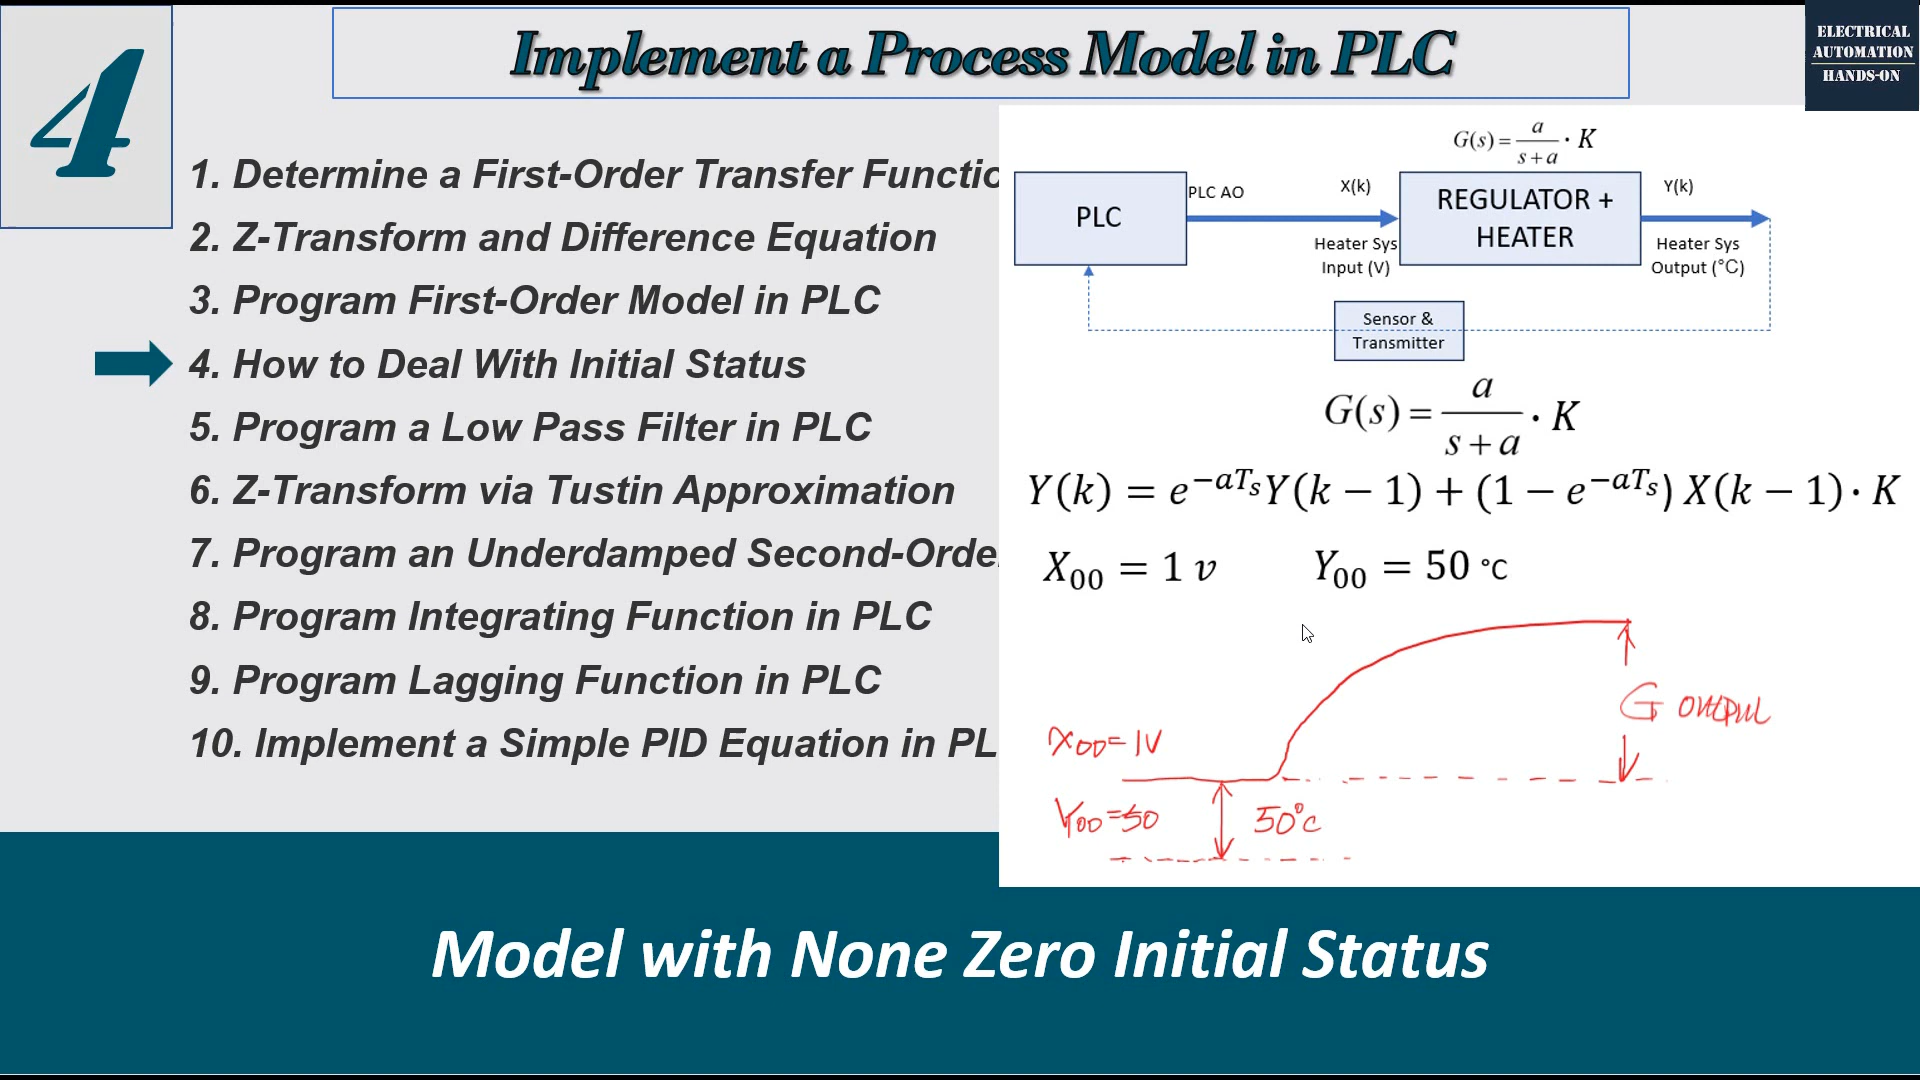 4
Implement a Process Model in PLC
ELECTRICAL
AUTOMATION
HANDS-ON
1. Determine a First-Order Transfer Functio
2. Z-Transform and Difference Equation
3. Program First-Order Model in PLC
4. How to Deal With Initial Status
5. Program a Low Pass Filter in PLC
6. Z-Transform via Tustin Approximation
7. Program an Underdamped Second-Orde
8. Program Integrating Function in PLC
9. Program Lagging Function in PLC
10. Implement a Simple PID Equation in PL
G(s) = a / (s + a) · K
PLC
PLC AO
X(k)
Heater Sys
Input (V)
REGULATOR +
HEATER
Y(k)
Heater Sys
Output (°C)
Sensor &
Transmitter
G(s) = a / (s + a) · K
Y(k) = e^{-aT_s}Y(k − 1) + (1 − e^{-aT_s}) X(k − 1) · K
X₀₀ = 1 v
Y₀₀ = 50 °C
G output
X₀₀ = 1V
Y₀₀ = 50
50°C
Model with None Zero Initial Status